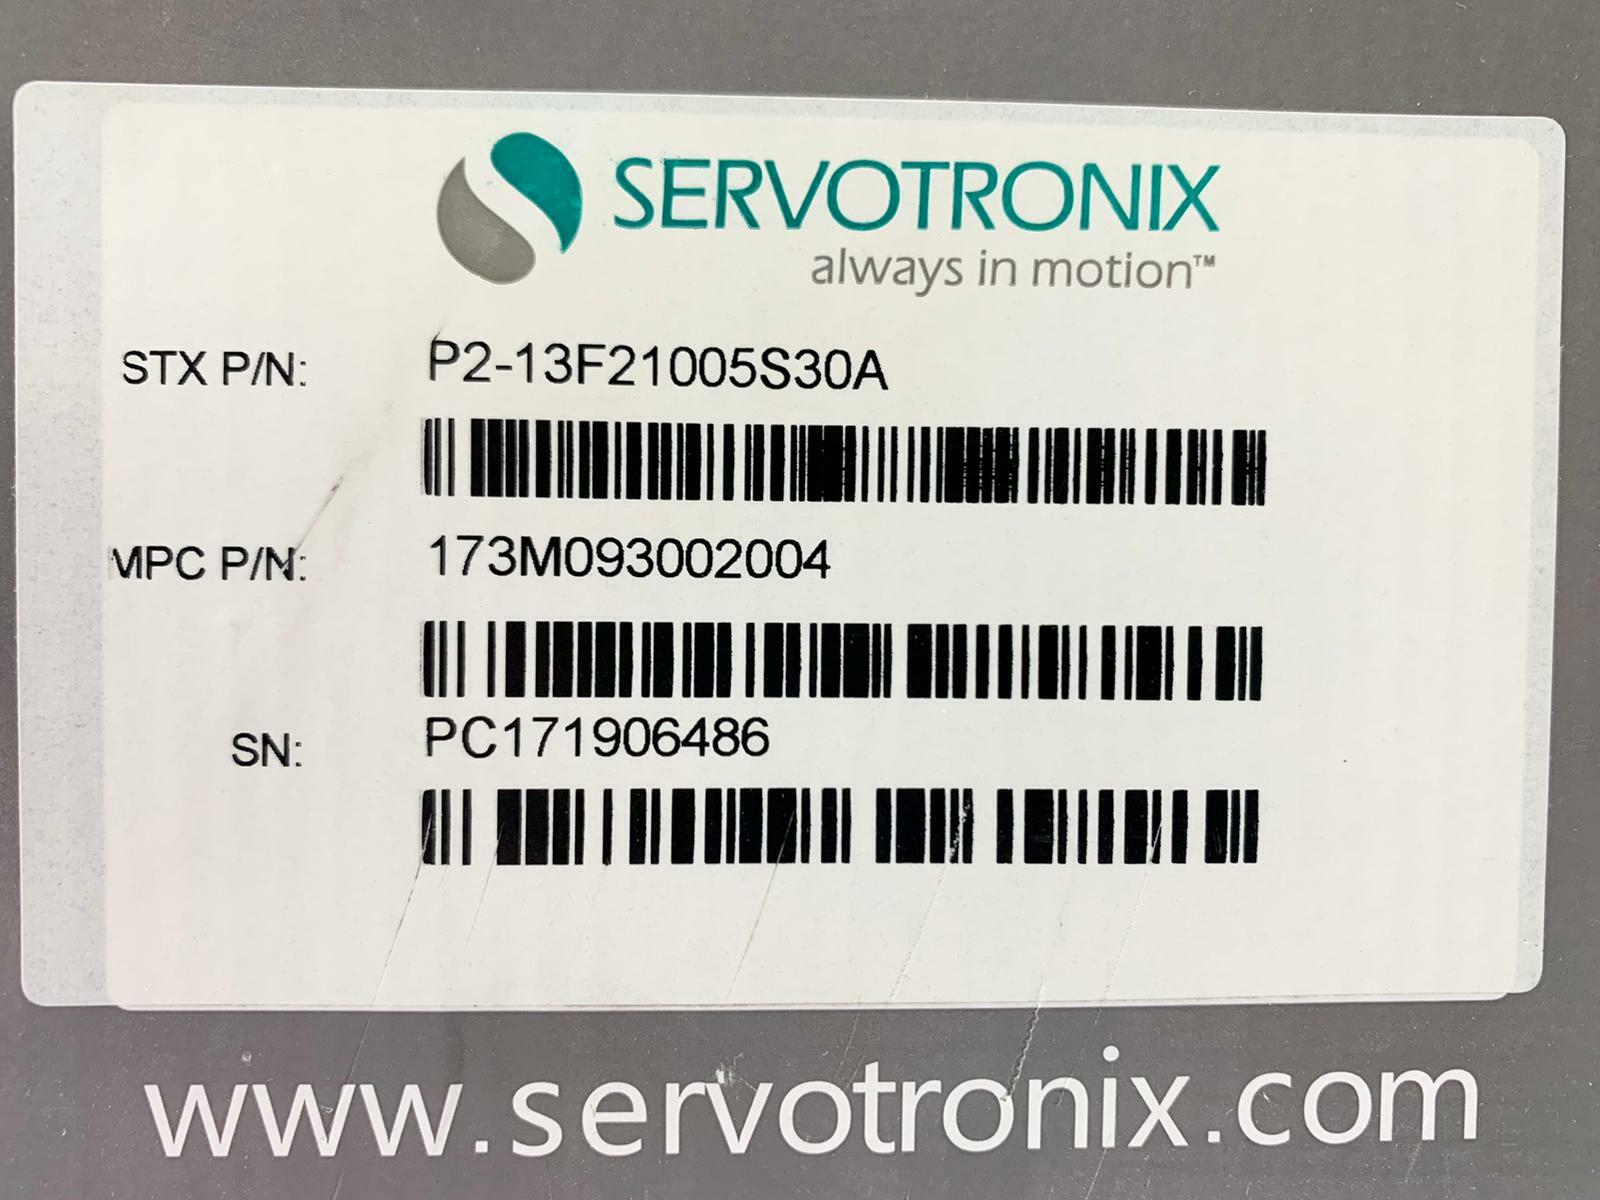 SERVOTRONIX
always in motion™
STX P/N: P2-13F21005S30A
MPC P/N: 173M093002004
SN: PC171906486
www.servotronix.com